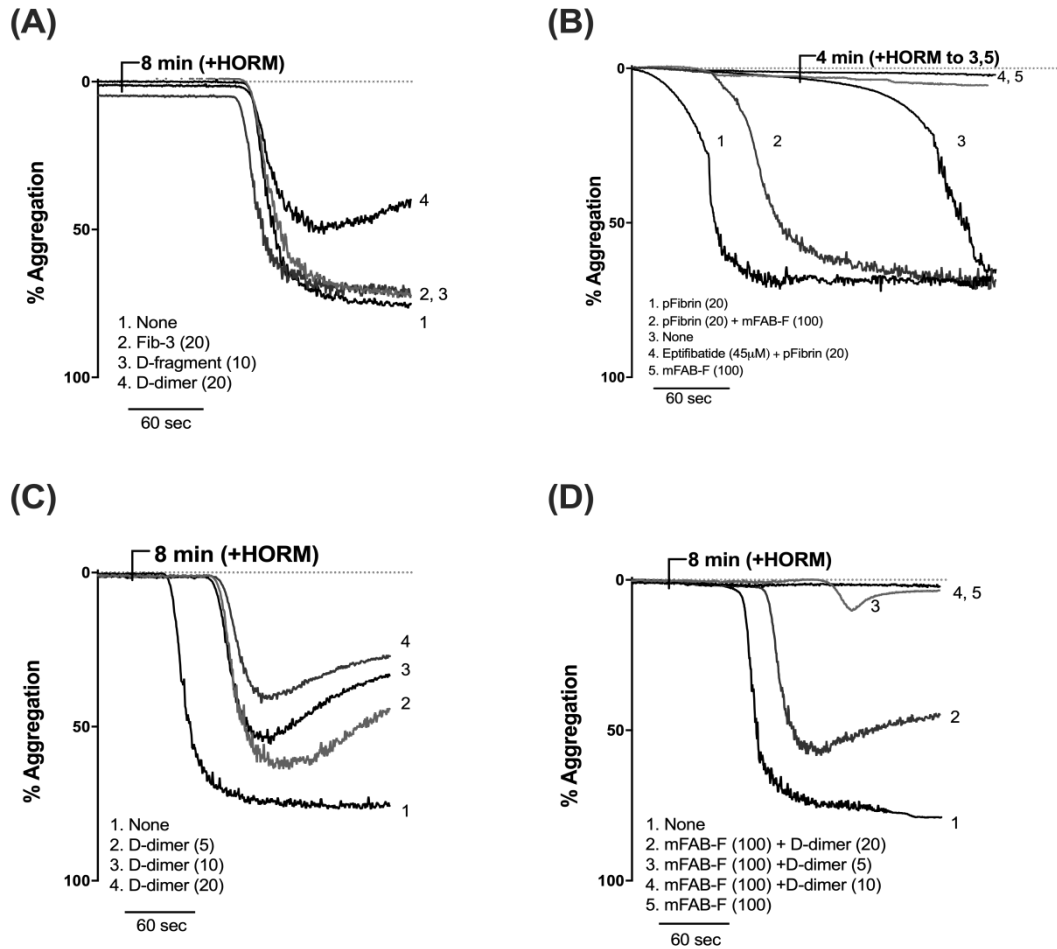 (A)
8 min (+HORM)
0
50
100
% Aggregation
4
2, 3
1
1. None
2. Fib-3 (20)
3. D-fragment (10)
4. D-dimer (20)
60 sec
(B)
4 min (+HORM to 3,5)
0
50
100
% Aggregation
4, 5
1
2
3
1. pFibrin (20)
2. pFibrin (20) + mFAB-F (100)
3. None
4. Eptifibatide (45μM) + pFibrin (20)
5. mFAB-F (100)
60 sec
(C)
8 min (+HORM)
0
50
100
% Aggregation
4
3
2
1
1. None
2. D-dimer (5)
3. D-dimer (10)
4. D-dimer (20)
60 sec
(D)
8 min (+HORM)
0
50
100
% Aggregation
4, 5
3
2
1
1. None
2. mFAB-F (100) + D-dimer (20)
3. mFAB-F (100) +D-dimer (5)
4. mFAB-F (100) +D-dimer (10)
5. mFAB-F (100)
60 sec